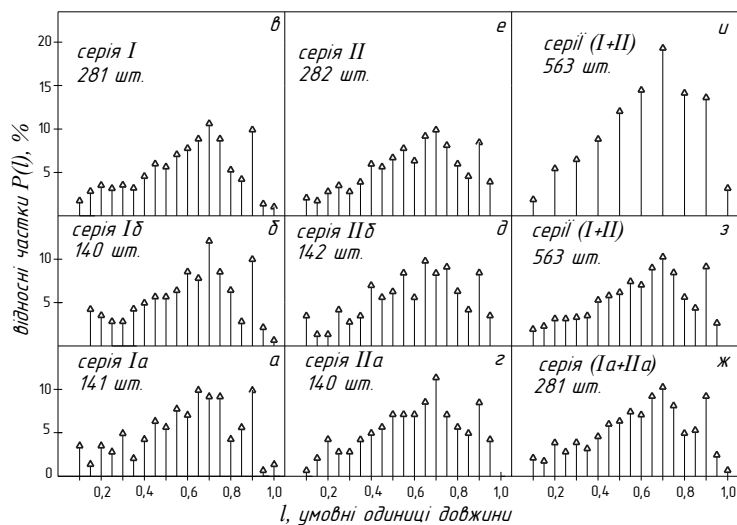 в
серія I
281 шт.
е
серія II
282 шт.
и
серії (I+II)
563 шт.
20
15
10
5
б
серія Iб
140 шт.
д
серія IIб
142 шт.
з
серії (I+II)
563 шт.
10
5
а
серія Iа
141 шт.
г
серія IIа
140 шт.
ж
серія (Iа+IIа)
281 шт.
10
5
0
відносні частки P(l), %
0,2 0,4 0,6 0,8 1,0 0,2 0,4 0,6 0,8 1,0 0,2 0,4 0,6 0,8 1,0
l, умовні одиниці довжини